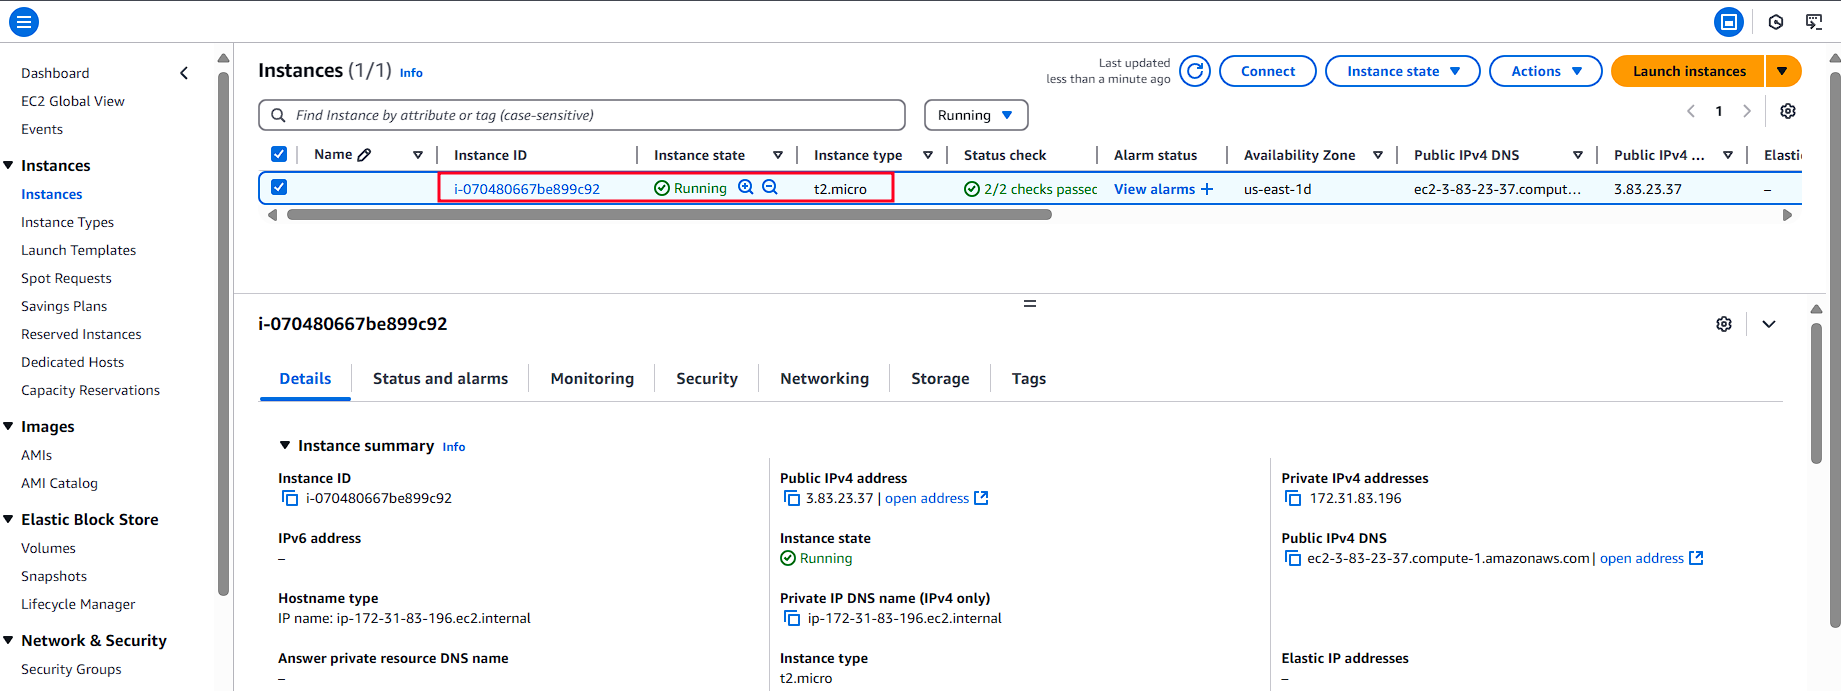 Dashboard
EC2 Global View
Events
Instances
Instances
Instance Types
Launch Templates
Spot Requests
Savings Plans
Reserved Instances
Dedicated Hosts
Capacity Reservations
Images
AMIs
AMI Catalog
Elastic Block Store
Volumes
Snapshots
Lifecycle Manager
Network & Security
Security Groups
Instances (1/1) Info
Last updated
less than a minute ago
Connect
Instance state
Actions
Launch instances
Find Instance by attribute or tag (case-sensitive)
Running
1
Name Instance ID Instance state Instance type Status check Alarm status Availability Zone Public IPv4 DNS Public IPv4 ... Elasti
i-070480667be899c92 Running t2.micro 2/2 checks passec View alarms + us-east-1d ec2-3-83-23-37.comput... 3.83.23.37 –
i-070480667be899c92
Details Status and alarms Monitoring Security Networking Storage Tags
Instance summary Info
Instance ID
i-070480667be899c92
Public IPv4 address
3.83.23.37 | open address
Private IPv4 addresses
172.31.83.196
IPv6 address
–
Instance state
Running
Public IPv4 DNS
ec2-3-83-23-37.compute-1.amazonaws.com | open address
Hostname type
IP name: ip-172-31-83-196.ec2.internal
Private IP DNS name (IPv4 only)
ip-172-31-83-196.ec2.internal
Answer private resource DNS name
–
Instance type
t2.micro
Elastic IP addresses
–